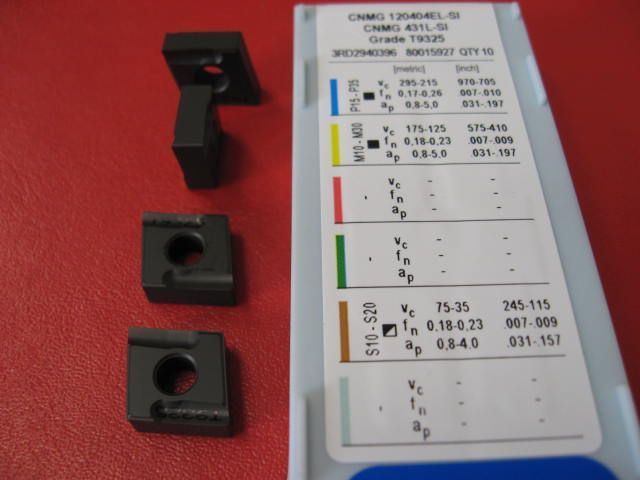 CNMG 120404EL-SI
CNMG 431L-SI
Grade T9325
3RD2940396 80015927 QTY 10
[metric] [inch]
P15 - P35
vc 295-215 970-705
fn 0,17-0,26 .007-.010
ap 0,8-5,0 .031-.197
M10 - M30
vc 175-125 575-410
fn 0,18-0,23 .007-.009
ap 0,8-5,0 .031-.197
vc - -
fn - -
ap - -
vc - -
fn - -
ap - -
S10 - S20
vc 75-35 245-115
fn 0,18-0,23 .007-.009
ap 0,8-4,0 .031-.157
vc - -
fn - -
ap - -
T9325